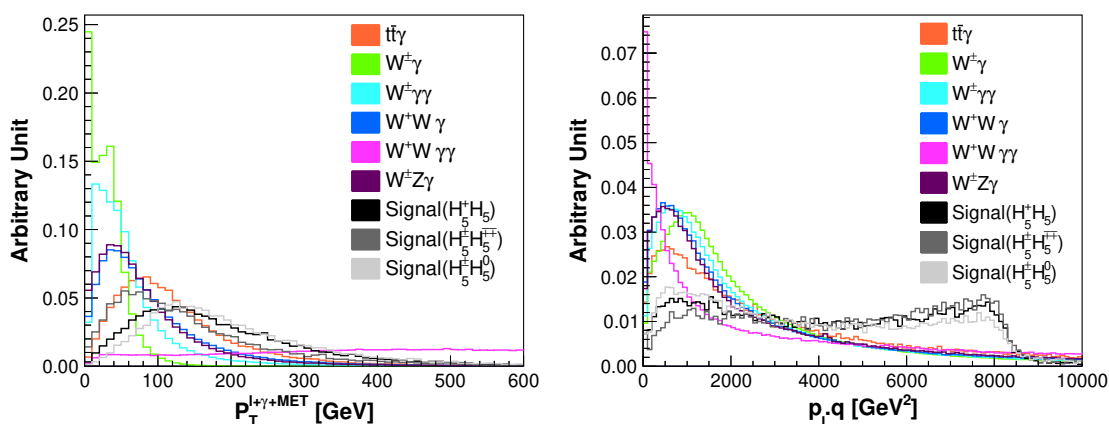 Arbitrary Unit
0.25
0.20
0.15
0.10
0.05
0.00
tt̄γ
W±γ
W±γγ
W⁺W γ
W⁺W γγ
W±Zγ
Signal(H₅⁺H₅)
Signal(H₅±H₅∓∓)
Signal(H₅±H₅⁰)
0 100 200 300 400 500 600
P_T^{l+γ+MET} [GeV]
Arbitrary Unit
0.07
0.06
0.05
0.04
0.03
0.02
0.01
0.00
tt̄γ
W±γ
W±γγ
W⁺W γ
W⁺W γγ
W±Zγ
Signal(H₅⁺H₅)
Signal(H₅±H₅∓∓)
Signal(H₅±H₅⁰)
0 2000 4000 6000 8000 10000
p_l.q [GeV²]